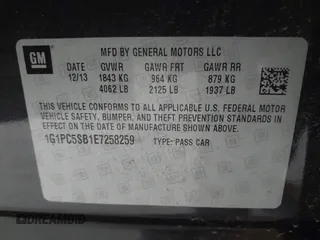 GM
MFD BY GENERAL MOTORS LLC
DATE GVWR GAWR FRT GAWR RR
12/13 1843 KG 964 KG 879 KG
4062 LB 2125 LB 1937 LB
THIS VEHICLE CONFORMS TO ALL APPLICABLE U.S. FEDERAL MOTOR
VEHICLE SAFETY, BUMPER, AND THEFT PREVENTION STANDARDS
IN EFFECT ON THE DATE OF MANUFACTURE SHOWN ABOVE.
1G1PC5SB1E7258259 TYPE: PASS CAR
DREAMBID